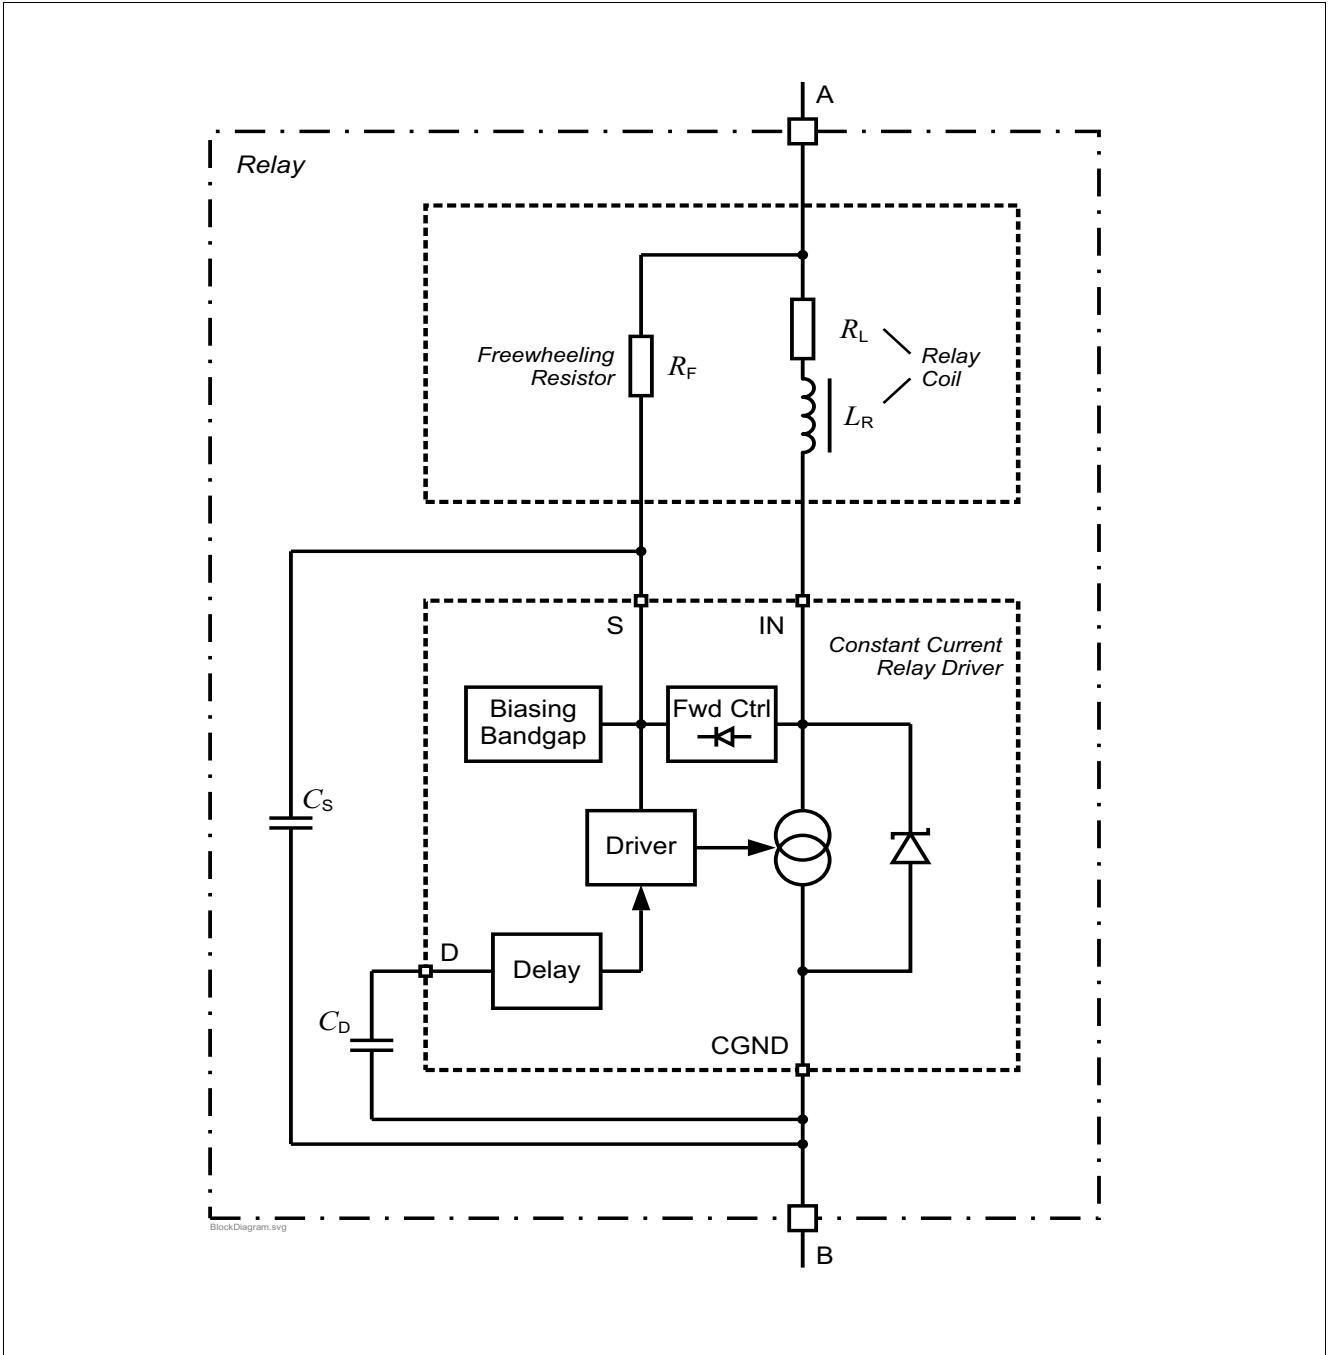 A
Relay
Freewheeling
Resistor
RF
RL
Relay
Coil
LR
S
IN
Constant Current
Relay Driver
Biasing
Bandgap
Fwd Ctrl
CS
Driver
D
Delay
CD
CGND
BlockDiagram.svg
B